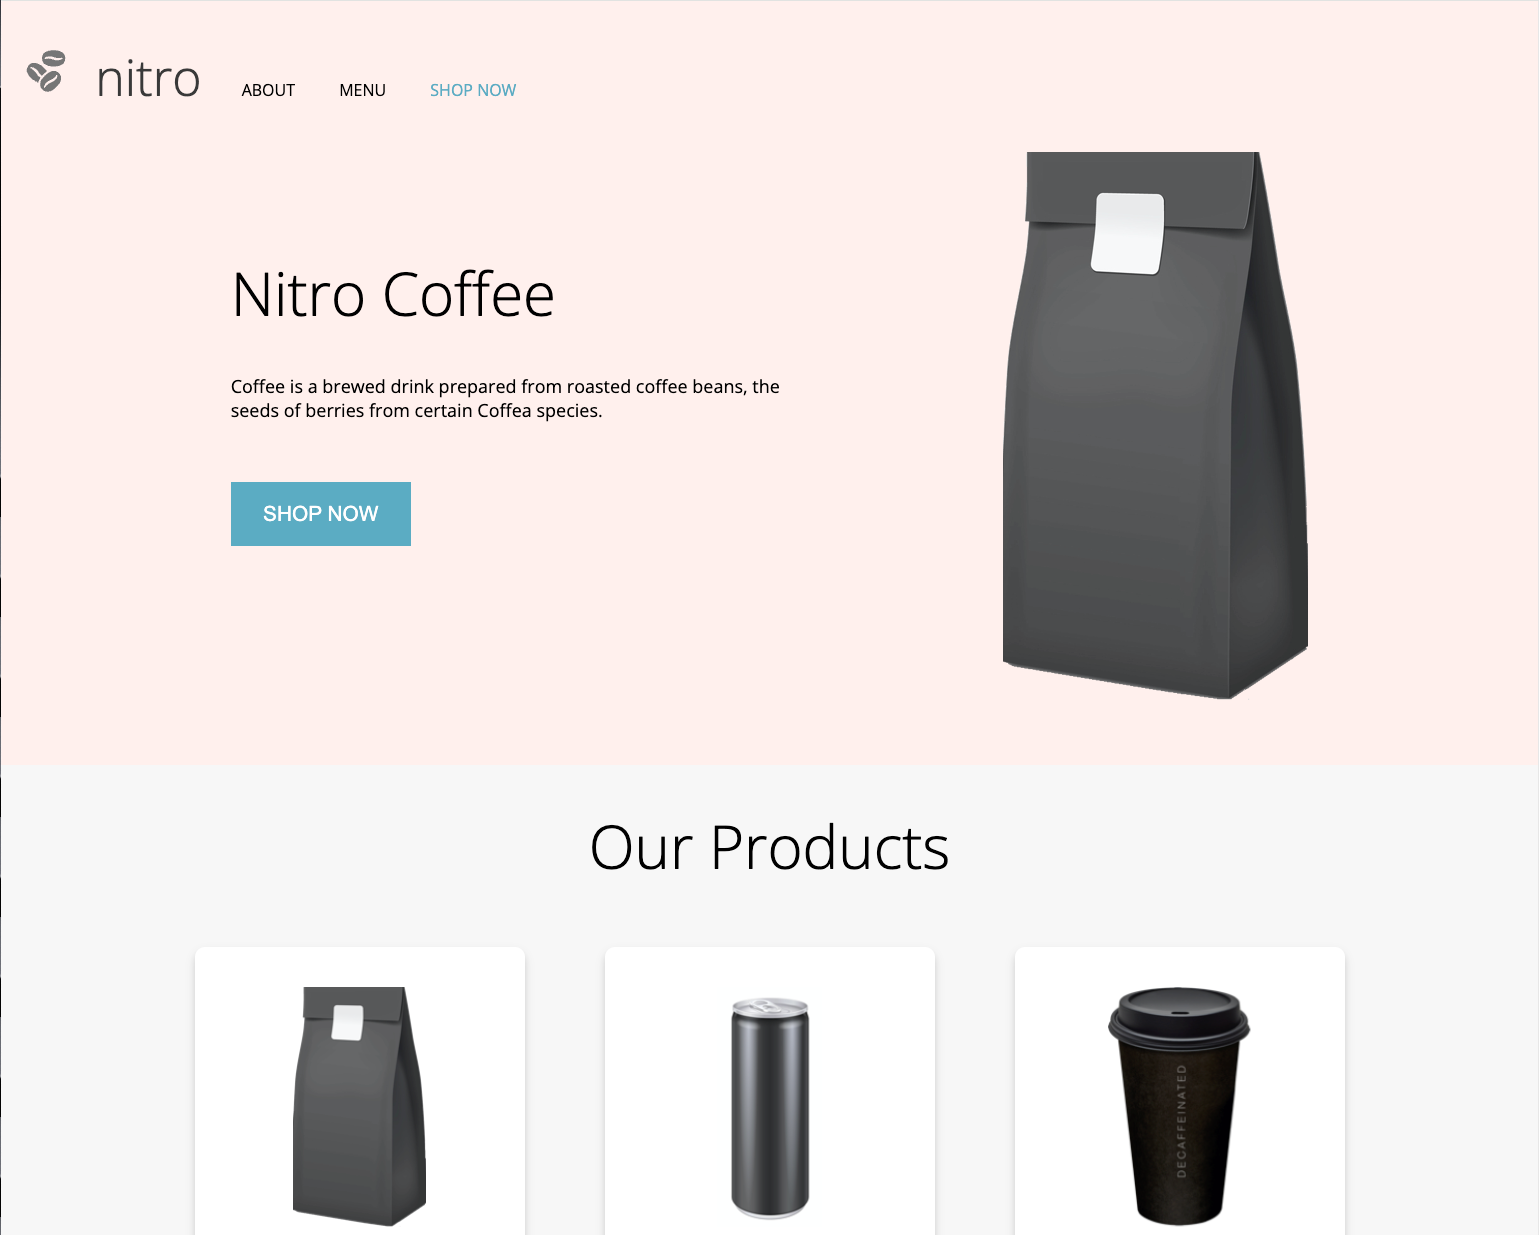 nitro
ABOUT
MENU
SHOP NOW
Nitro Coffee
Coffee is a brewed drink prepared from roasted coffee beans, the
seeds of berries from certain Coffea species.
SHOP NOW
Our Products
DECAFFEINATED